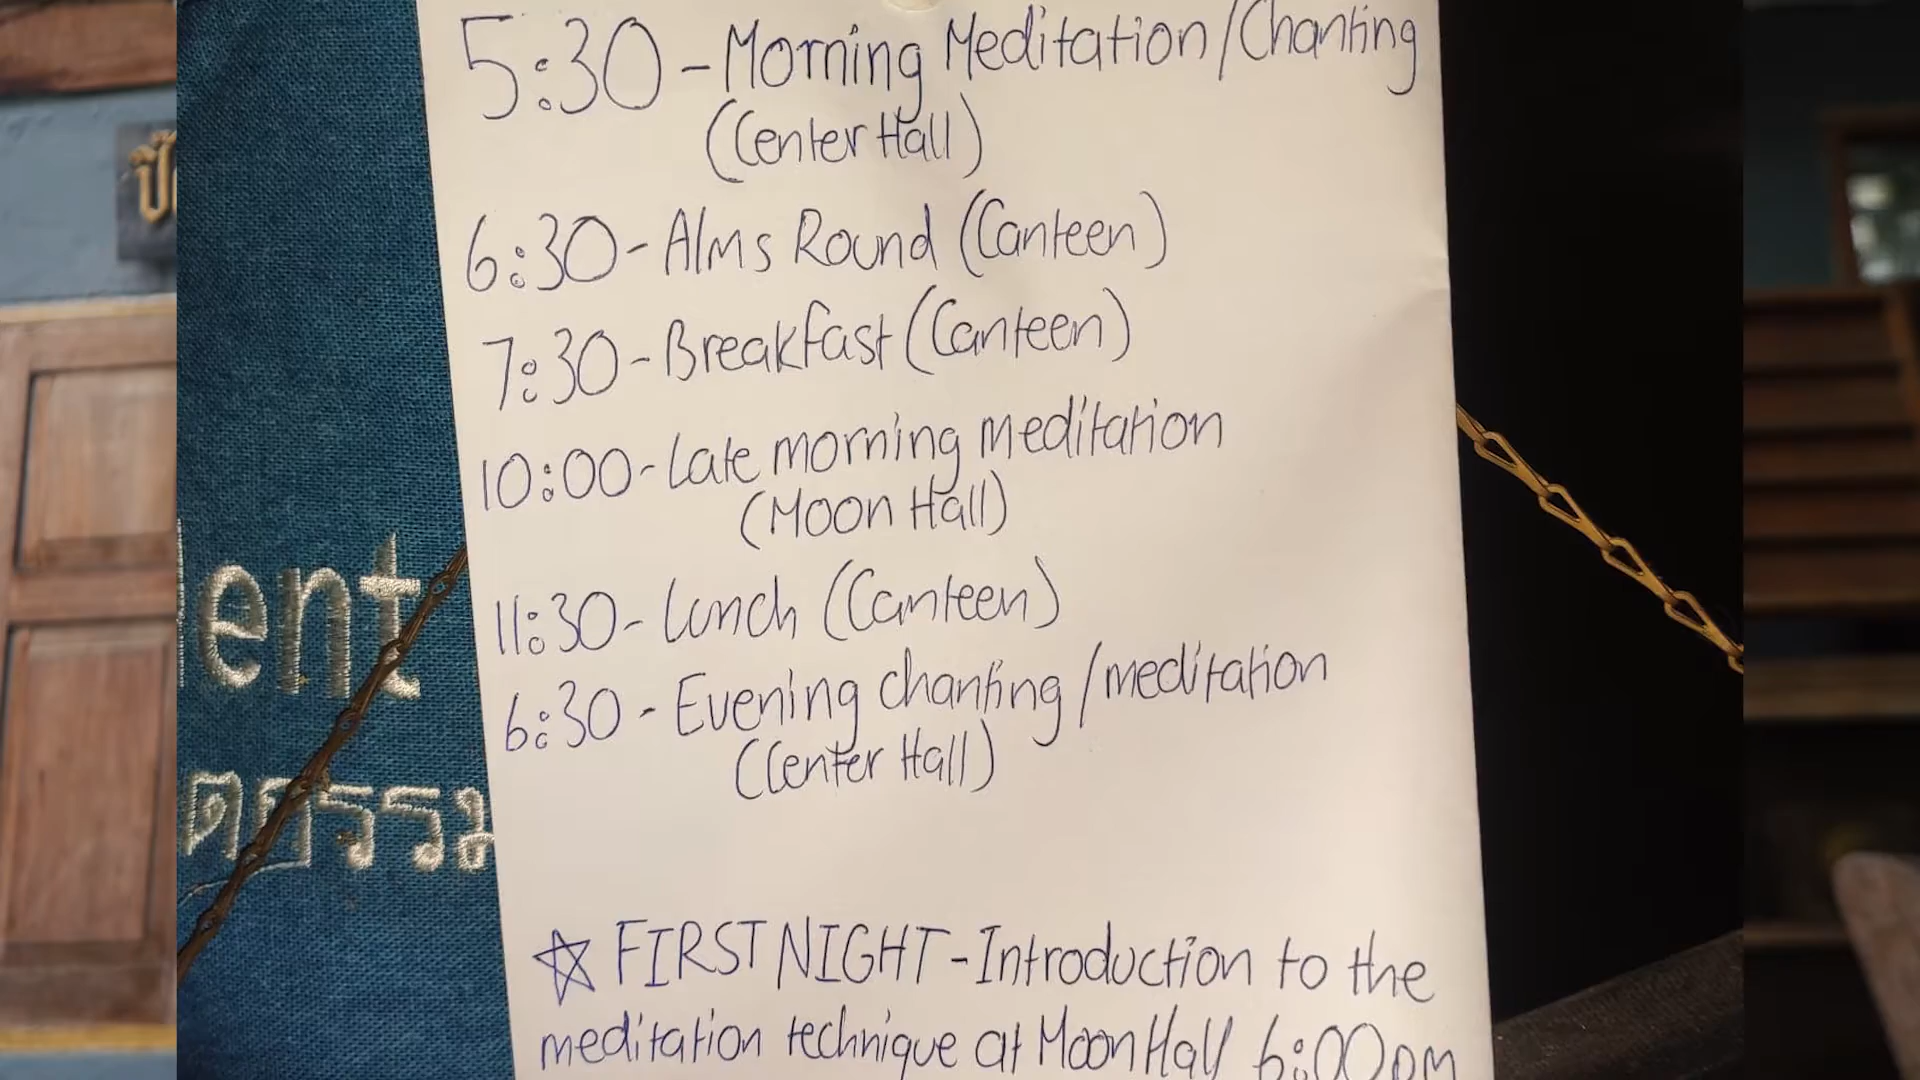 5:30 - Morning Meditation/Chanting
(Center Hall)
6:30 - Alms Round (Canteen)
7:30 - Breakfast (Canteen)
10:00 - Late morning meditation
(Moon Hall)
11:30 - Lunch (Canteen)
6:30 - Evening chanting/meditation
(Center Hall)
☆ FIRST NIGHT - Introduction to the
meditation technique at Moon Hall 6:00pm
lent